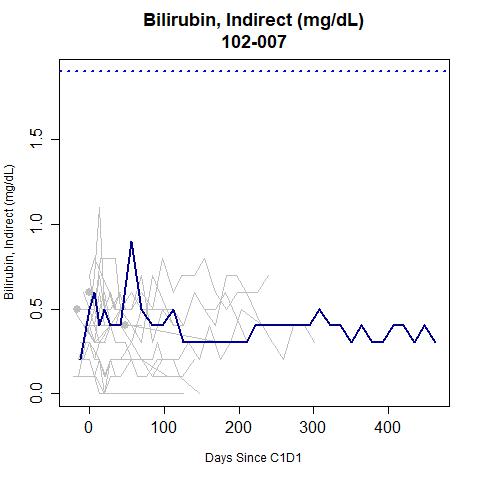 Bilirubin, Indirect (mg/dL)
102-007
Bilirubin, Indirect (mg/dL)
1.5
1.0
0.5
0.0
0 100 200 300 400
Days Since C1D1